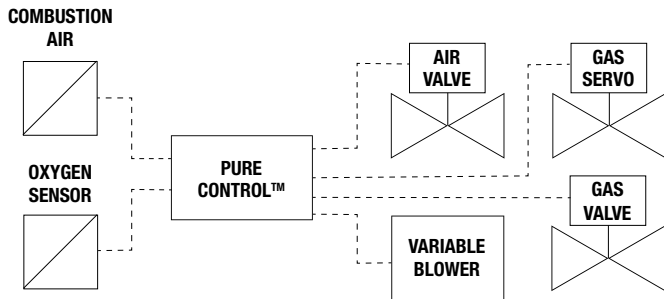 COMBUSTION
AIR
OXYGEN
SENSOR
PURE
CONTROL™
AIR
VALVE
GAS
SERVO
GAS
VALVE
VARIABLE
BLOWER